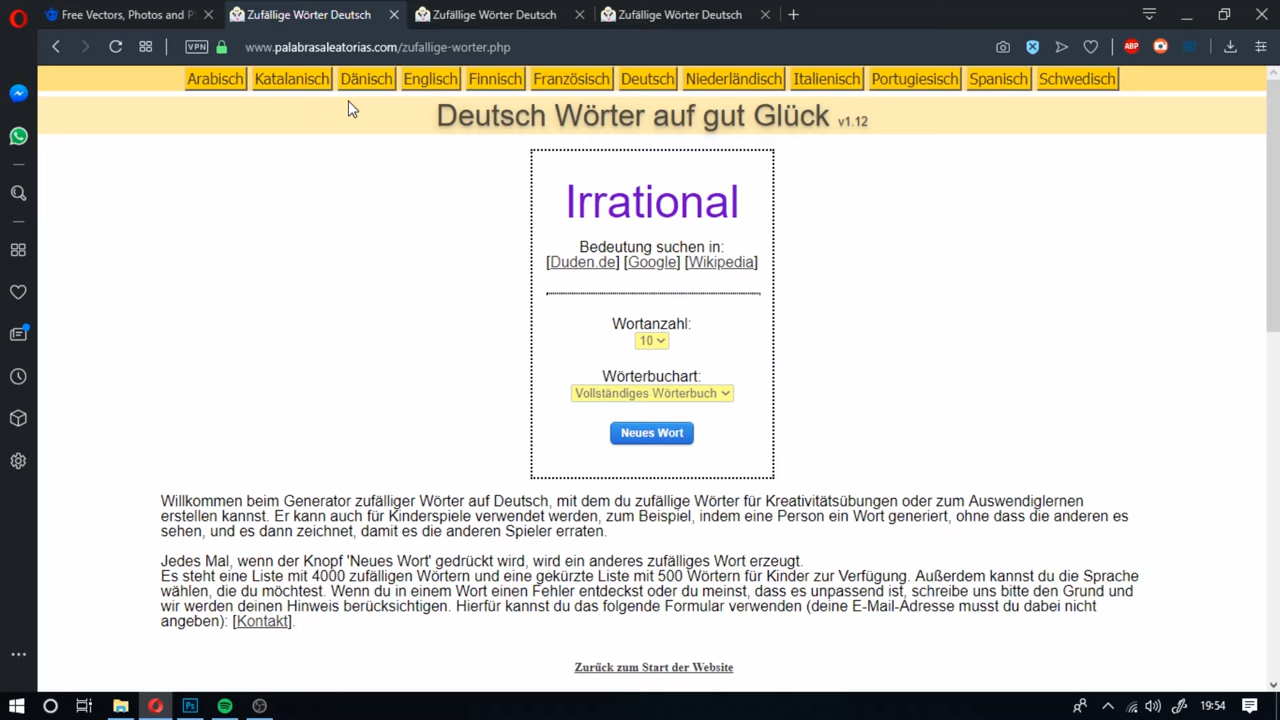 Free Vectors, Photos and P
Zufällige Wörter Deutsch
Zufällige Wörter Deutsch
Zufällige Wörter Deutsch
VPN
www.palabrasaleatorias.com/zufallige-worter.php
ABP
Arabisch Katalanisch Dänisch Englisch Finnisch Französisch Deutsch Niederländisch Italienisch Portugiesisch Spanisch Schwedisch
Deutsch Wörter auf gut Glück v1.12
Irrational
Bedeutung suchen in:
[Duden.de] [Google] [Wikipedia]
Wortanzahl:
10
Wörterbuchart:
Vollständiges Wörterbuch
Neues Wort
Willkommen beim Generator zufälliger Wörter auf Deutsch, mit dem du zufällige Wörter für Kreativitätsübungen oder zum Auswendiglernen
erstellen kannst. Er kann auch für Kinderspiele verwendet werden, zum Beispiel, indem eine Person ein Wort generiert, ohne dass die anderen es
sehen, und es dann zeichnet, damit es die anderen Spieler erraten.
Jedes Mal, wenn der Knopf 'Neues Wort' gedrückt wird, wird ein anderes zufälliges Wort erzeugt.
Es steht eine Liste mit 4000 zufälligen Wörtern und eine gekürzte Liste mit 500 Wörtern für Kinder zur Verfügung. Außerdem kannst du die Sprache
wählen, die du möchtest. Wenn du in einem Wort einen Fehler entdeckst oder du meinst, dass es unpassend ist, schreibe uns bitte den Grund und
wir werden deinen Hinweis berücksichtigen. Hierfür kannst du das folgende Formular verwenden (deine E-Mail-Adresse musst du dabei nicht
angeben): [Kontakt].
Zurück zum Start der Website
Ps
19:54